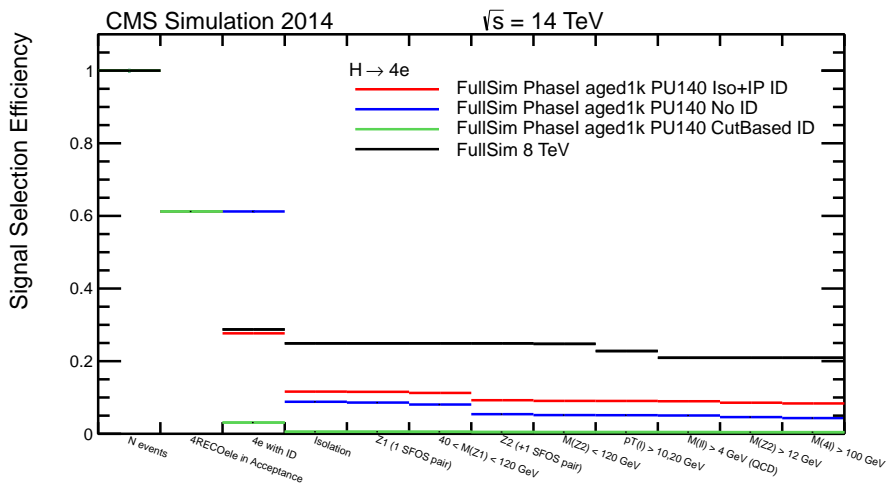 CMS Simulation 2014
√s = 14 TeV
Signal Selection Efficiency
H → 4e
FullSim PhaseI aged1k PU140 Iso+IP ID
FullSim PhaseI aged1k PU140 No ID
FullSim PhaseI aged1k PU140 CutBased ID
FullSim 8 TeV
1
0.8
0.6
0.4
0.2
0
N events
4RECOele in Acceptance
4e with ID
Isolation
Z1 (1 SFOS pair)
40 < M(Z1) < 120 GeV
Z2 (+1 SFOS pair)
M(Z2) < 120 GeV
pT(l) > 10,20 GeV
M(ll) > 4 GeV (QCD)
M(Z2) > 12 GeV
M(4l) > 100 GeV